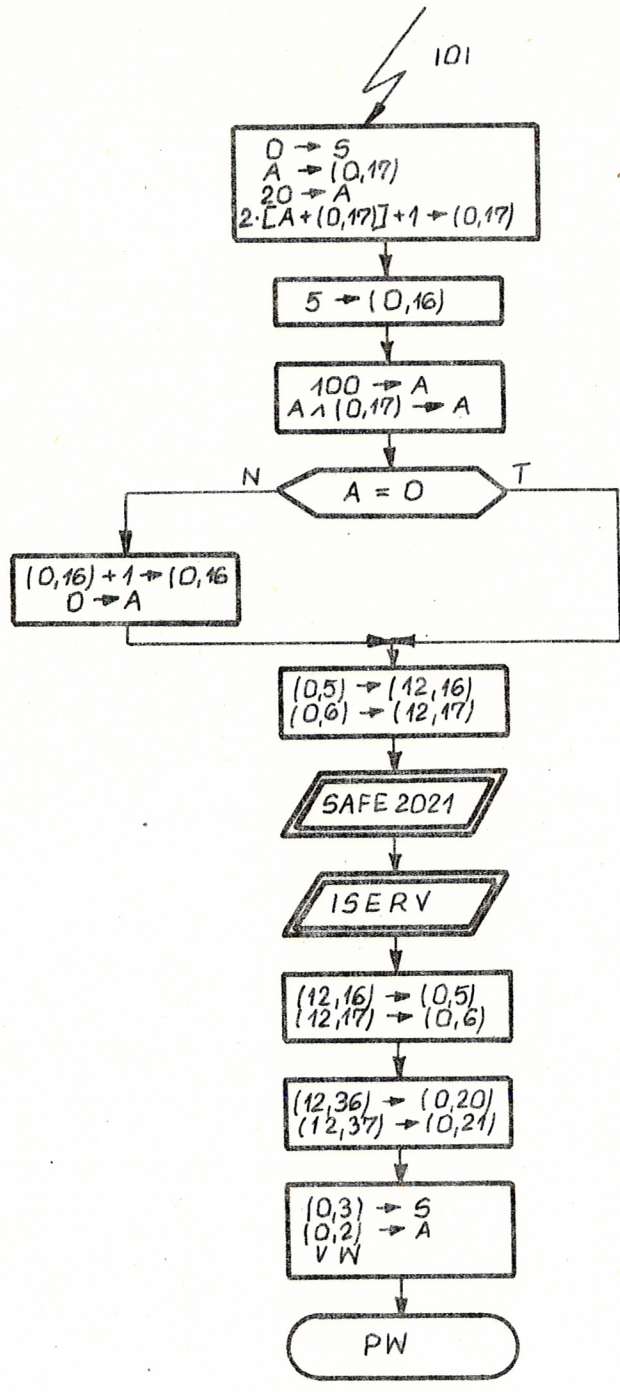 101
0 → S
A → (0,17)
20 → A
2·[A+(0,17)]+1 → (0,17)
5 → (0,16)
100 → A
A ∧ (0,17) → A
N
A = 0
T
(0,16) + 1 → (0,16
0 → A
(0,5) → (12,16)
(0,6) → (12,17)
SAFE 2021
ISERV
(12,16) → (0,5)
(12,17) → (0,6)
(12,36) → (0,20)
(12,37) → (0,21)
(0,3) → S
(0,2) → A
V W
PW